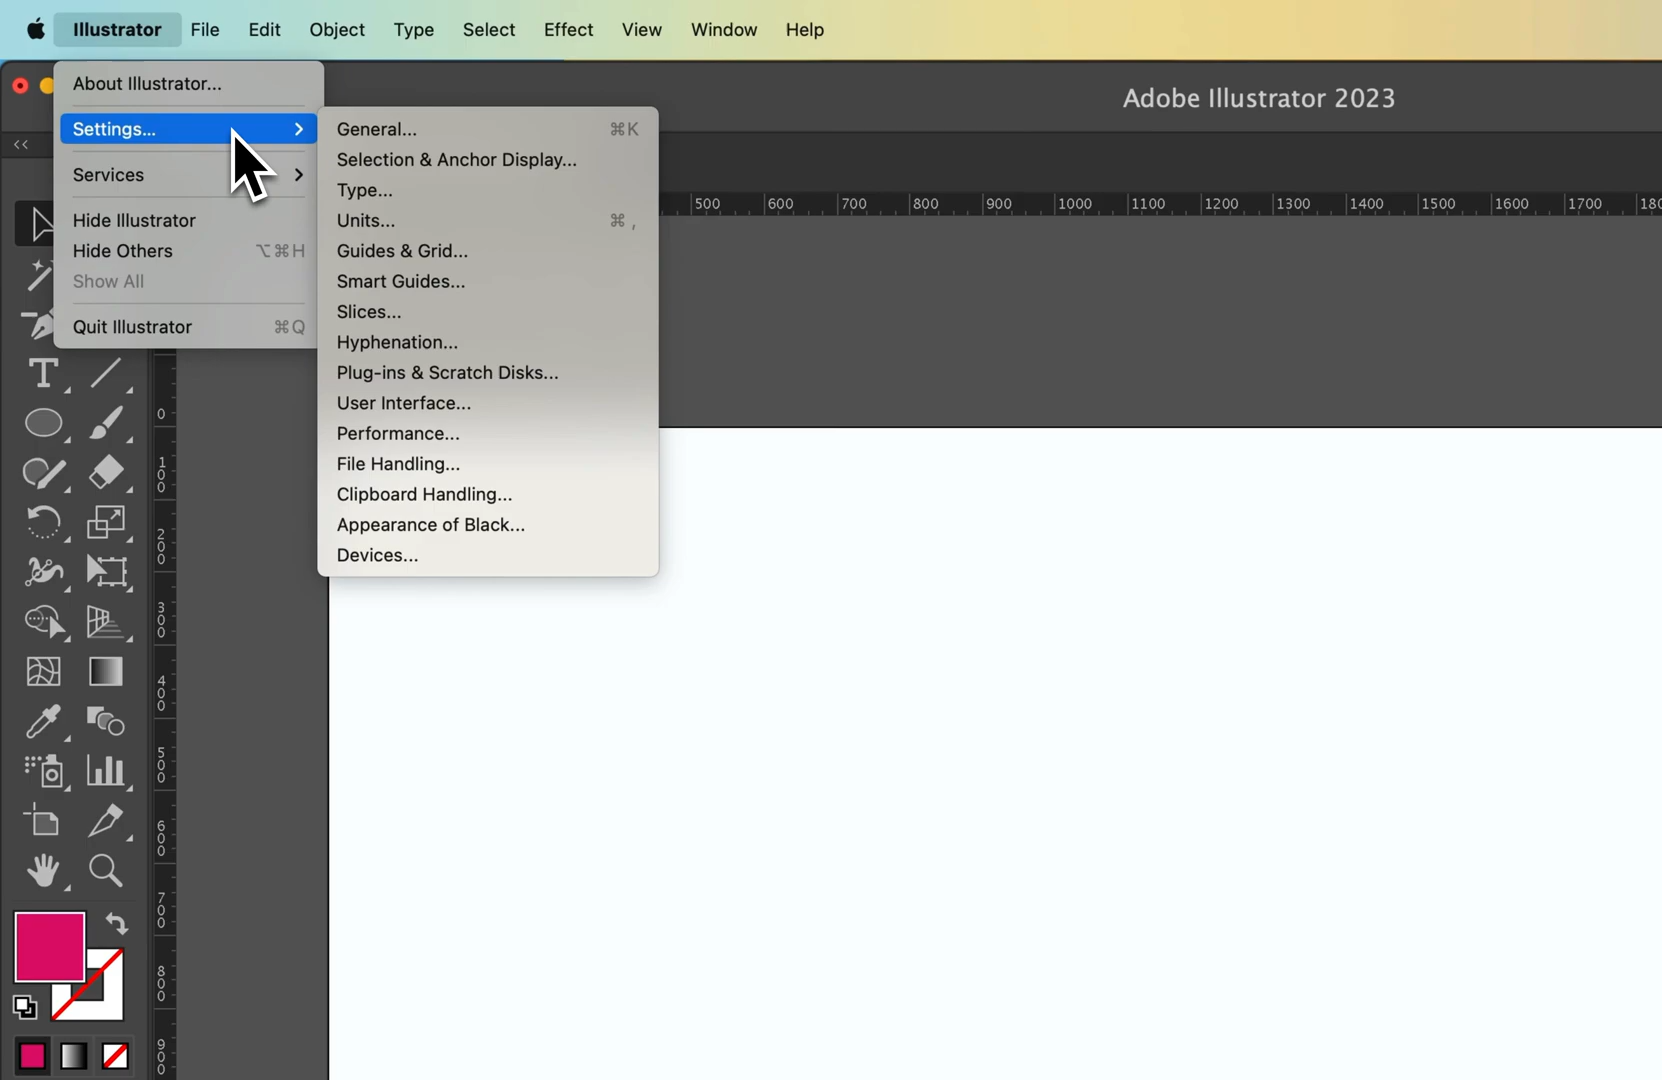 Illustrator File Edit Object Type Select Effect View Window Help
Adobe Illustrator 2023
About Illustrator...
Settings...
Services
Hide Illustrator
Hide Others ⌥⌘H
Show All
Quit Illustrator ⌘Q
General... ⌘K
Selection & Anchor Display...
Type...
Units... ⌘,
Guides & Grid...
Smart Guides...
Slices...
Hyphenation...
Plug-ins & Scratch Disks...
User Interface...
Performance...
File Handling...
Clipboard Handling...
Appearance of Black...
Devices...
500 600 700 800 900 1000 1100 1200 1300 1400 1500 1600 1700
0
100
200
300
400
500
600
700
800
900